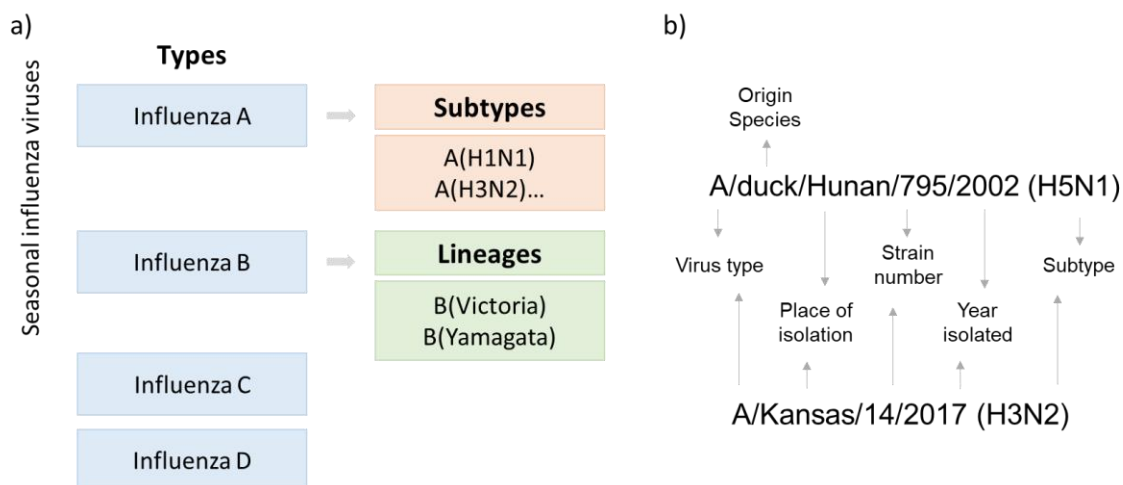 a)
Seasonal influenza viruses
Types
Influenza A
Subtypes
A(H1N1)
A(H3N2)...
Influenza B
Lineages
B(Victoria)
B(Yamagata)
Influenza C
Influenza D
b)
Origin
Species
A/duck/Hunan/795/2002 (H5N1)
Virus type
Place of
isolation
Strain
number
Year
isolated
Subtype
A/Kansas/14/2017 (H3N2)